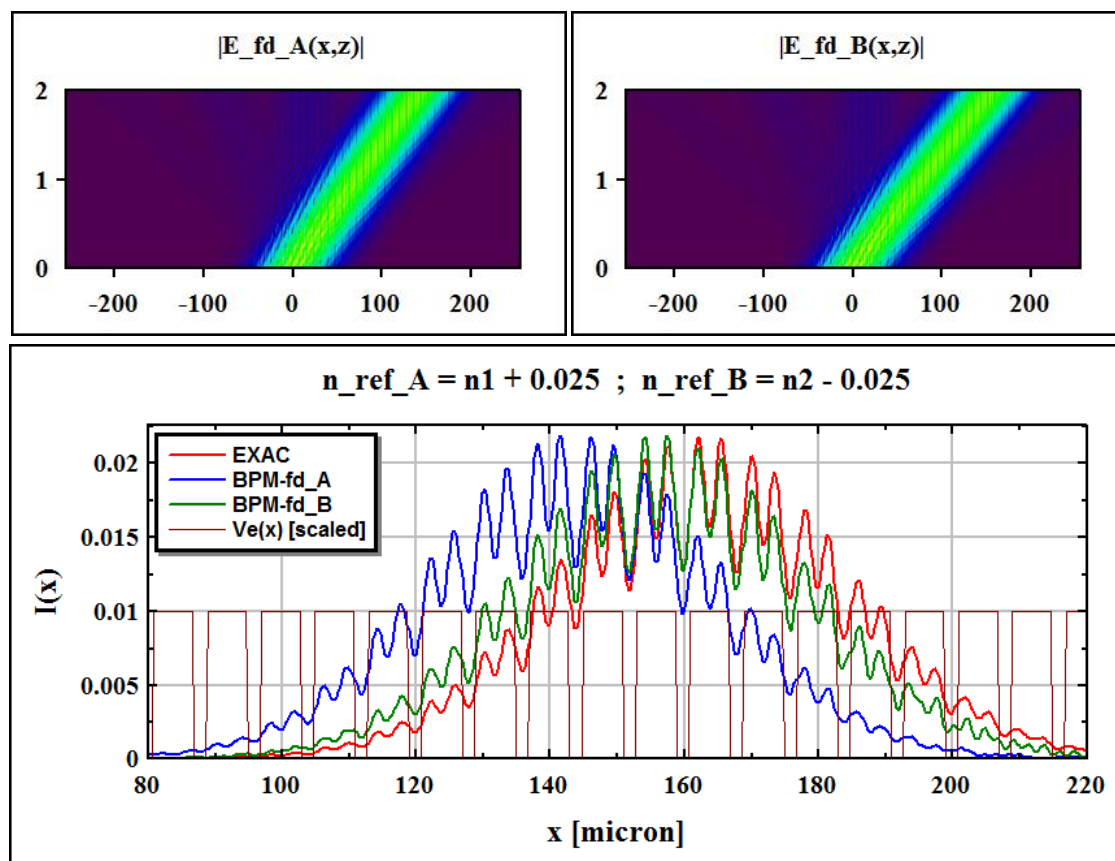 |E_fd_A(x,z)|
2
1
0
-200 -100 0 100 200
|E_fd_B(x,z)|
2
1
0
-200 -100 0 100 200
n_ref_A = n1 + 0.025 ; n_ref_B = n2 - 0.025
EXAC
BPM-fd_A
BPM-fd_B
Ve(x) [scaled]
I(x)
0.02
0.015
0.01
0.005
0
80 100 120 140 160 180 200 220
x [micron]